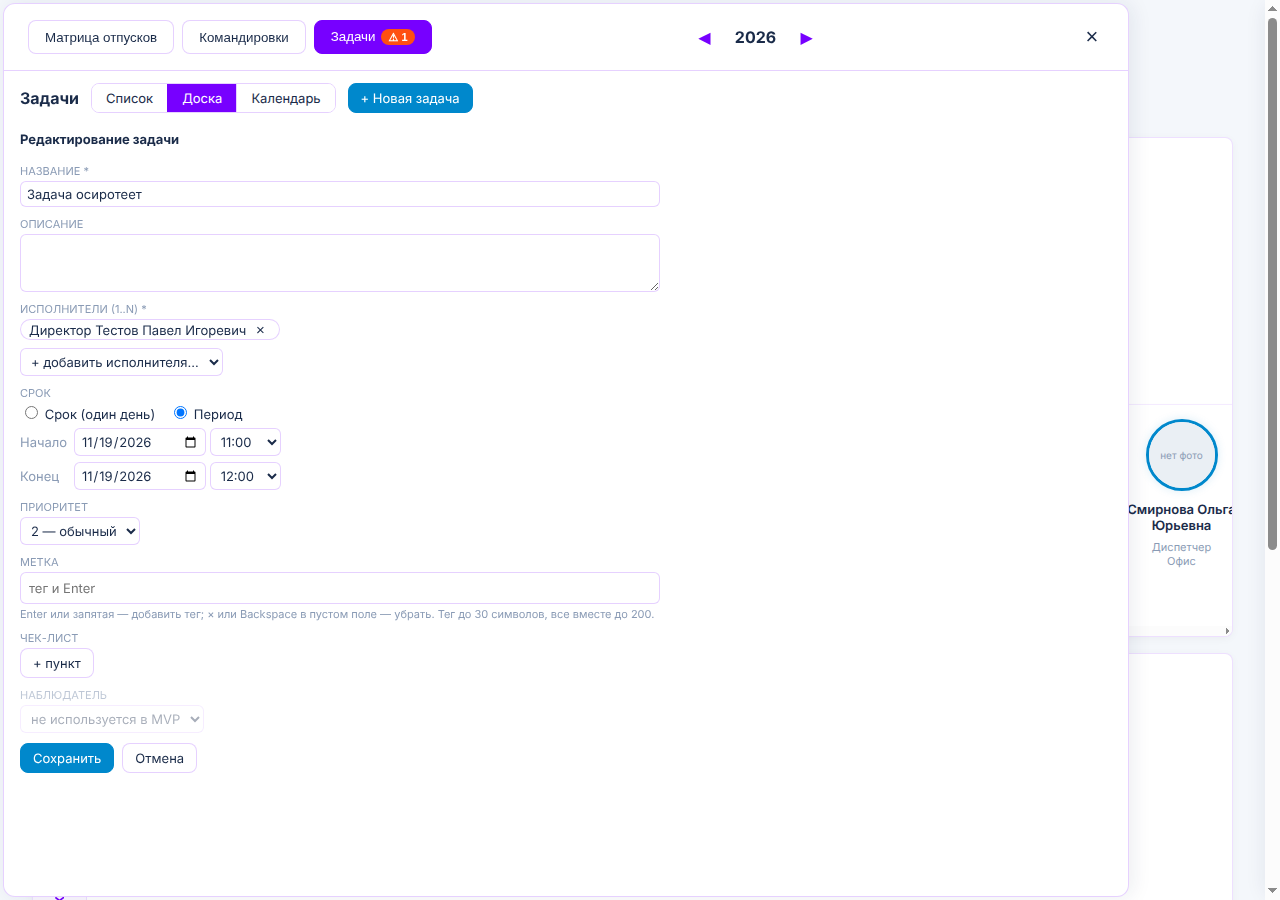 Матрица отпусков
Командировки
Задачи ⚠ 1
◀ 2026 ▶
×
Задачи
Список
Доска
Календарь
+ Новая задача
Редактирование задачи
НАЗВАНИЕ *
Задача осиротеет
ОПИСАНИЕ
ИСПОЛНИТЕЛИ (1..N) *
Директор Тестов Павел Игоревич ×
+ добавить исполнителя...
СРОК
Срок (один день)
Период
Начало 11/19/2026 11:00
Конец 11/19/2026 12:00
ПРИОРИТЕТ
2 — обычный
МЕТКА
тег и Enter
Enter или запятая — добавить тег; × или Backspace в пустом поле — убрать. Тег до 30 символов, все вместе до 200.
ЧЕК-ЛИСТ
+ пункт
НАБЛЮДАТЕЛЬ
не используется в MVP
Сохранить
Отмена
нет фото
Смирнова Ольга
Юрьевна
Диспетчер
Офис